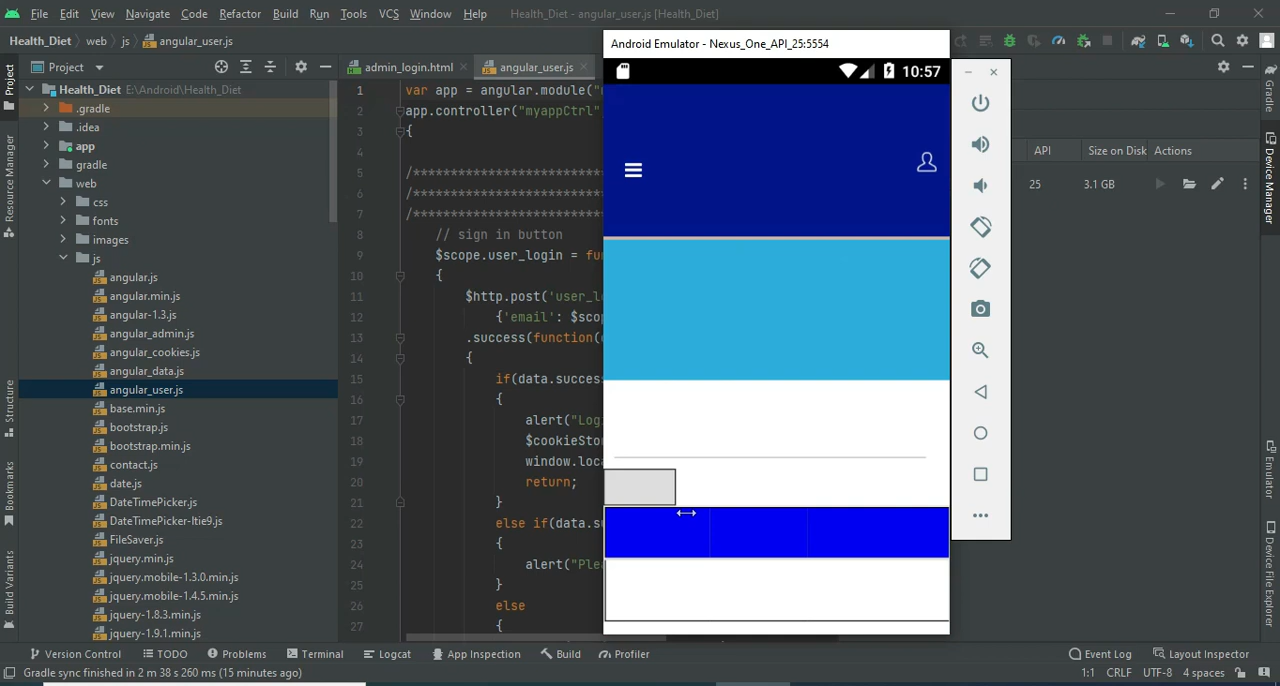 File Edit View Navigate Code Refactor Build Run Tools VCS Window Help Health_Diet - angular_user.js [Health_Diet]
Health_Diet web js angular_user.js
Android Emulator - Nexus_One_API_25:5554
Project
admin_login.html angular_user.js
10:57
Health_Diet E:\Android\Health_Diet
.gradle
.idea
app
gradle
web
css
fonts
images
js
angular.js
angular.min.js
angular-1.3.js
angular_admin.js
angular_cookies.js
angular_data.js
angular_user.js
base.min.js
bootstrap.js
bootstrap.min.js
contact.js
date.js
DateTimePicker.js
DateTimePicker-ltie9.js
FileSaver.js
jquery.min.js
jquery.mobile-1.3.0.min.js
jquery.mobile-1.4.5.min.js
jquery-1.8.3.min.js
jquery-1.9.1.min.js
1 var app = angular.module("
2 app.controller("myappCtrl"
3 {
4
5 /*************************
6 /*************************
7 /*************************
8 // sign in button
9 $scope.user_login = fu
10 {
11 $http.post('user_l
12 {'email': $scop
13 .success(function(
14 {
15 if(data.success
16 {
17 alert("Logi
18 $cookieStor
19 window.loca
20 return;
21 }
22 else if(data.su
23 {
24 alert("Plea
25 }
26 else
27 {
API Size on Disk Actions
25 3.1 GB
Project
Resource Manager
Structure
Bookmarks
Build Variants
Gradle
Device Manager
Emulator
Device File Explorer
Version Control TODO Problems Terminal Logcat App Inspection Build Profiler Event Log Layout Inspector
Gradle sync finished in 2 m 38 s 260 ms (15 minutes ago) 1:1 CRLF UTF-8 4 spaces